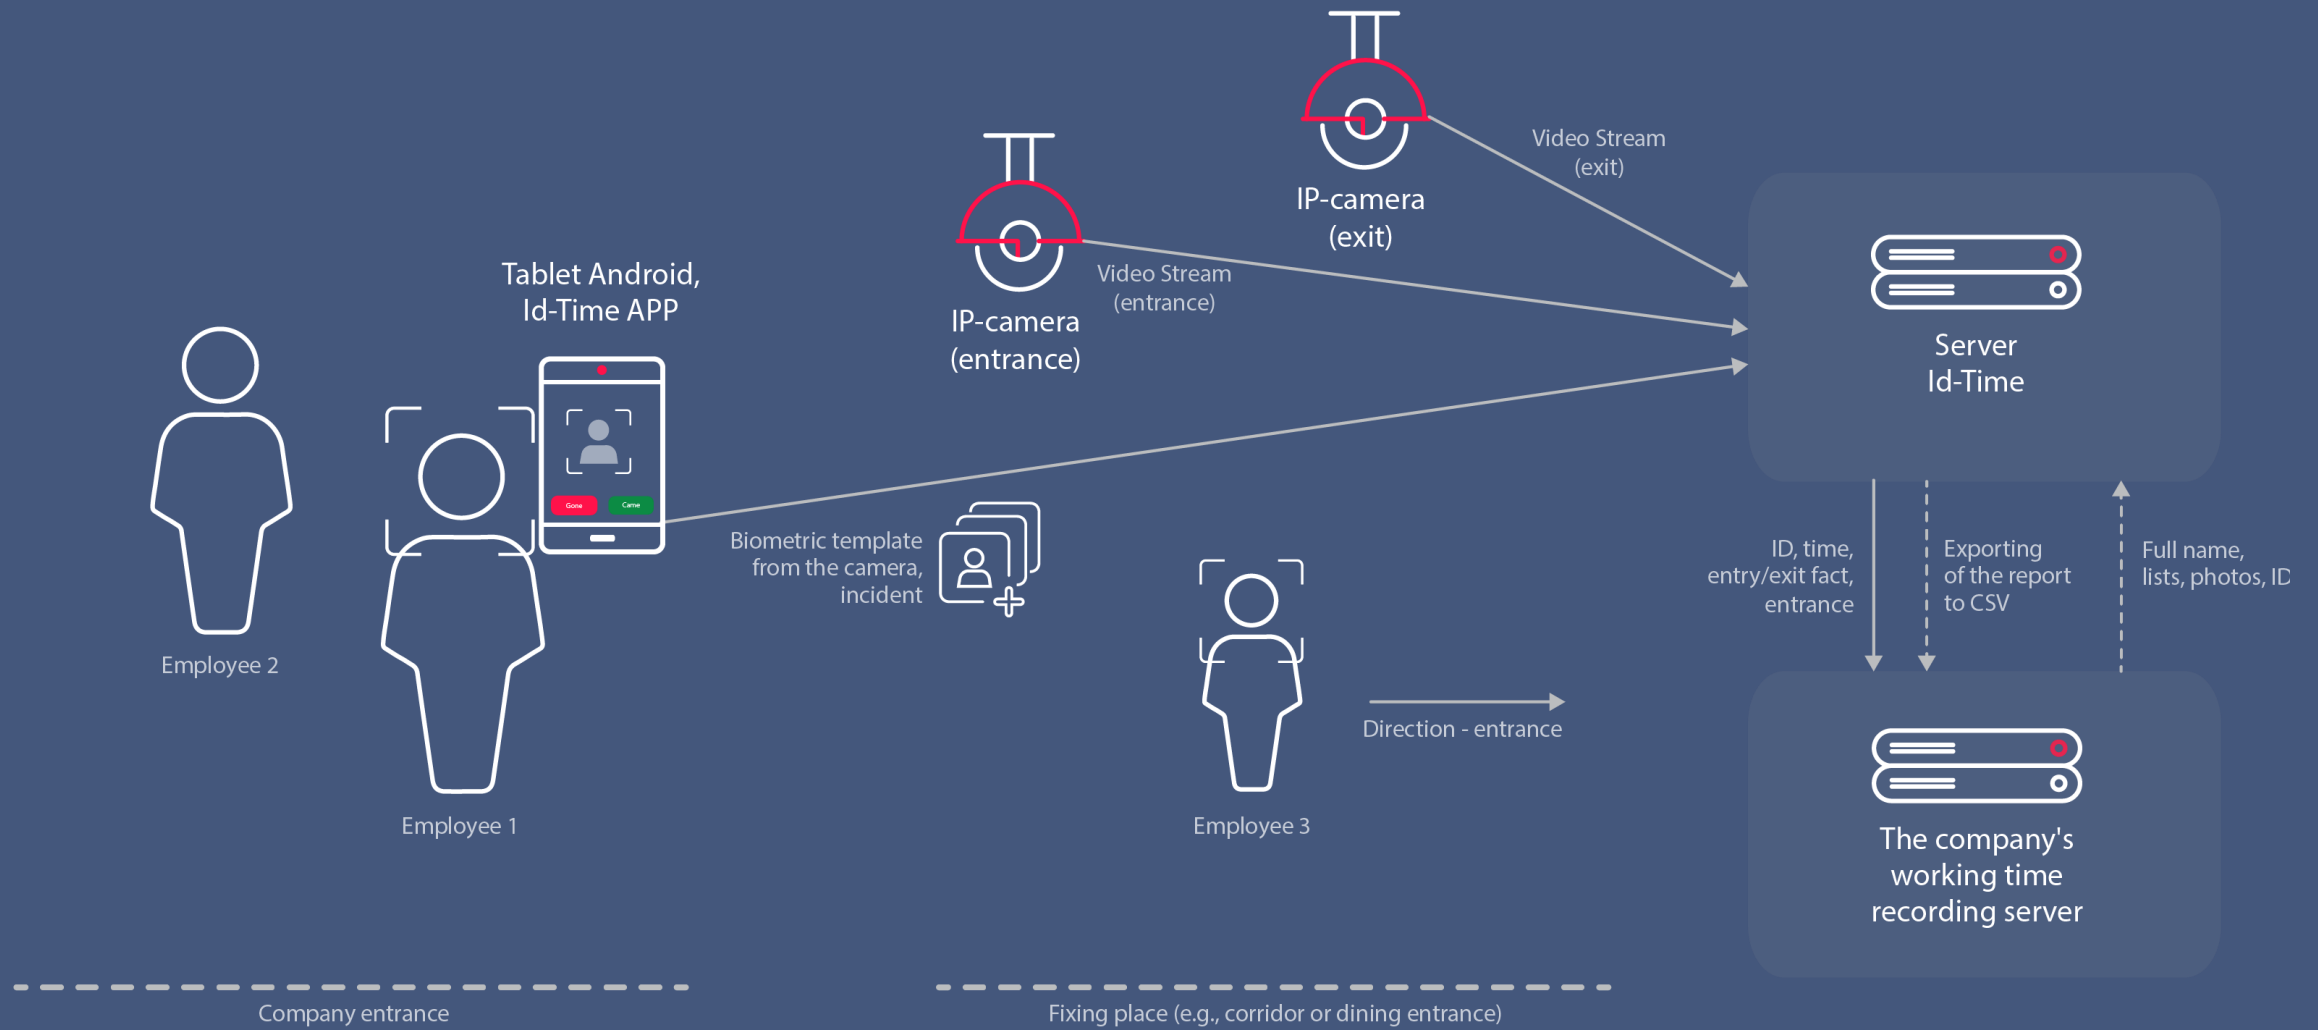 Video Stream
(exit)
IP-camera
(exit)
Video Stream
(entrance)
IP-camera
(entrance)
Tablet Android,
Id-Time APP
Gone
Came
Server
Id-Time
Biometric template
from the camera,
incident
ID, time,
entry/exit fact,
entrance
Exporting
of the report
to CSV
Full name,
lists, photos, ID
Employee 2
Employee 1
Employee 3
Direction - entrance
The company's
working time
recording server
Company entrance
Fixing place (e.g., corridor or dining entrance)